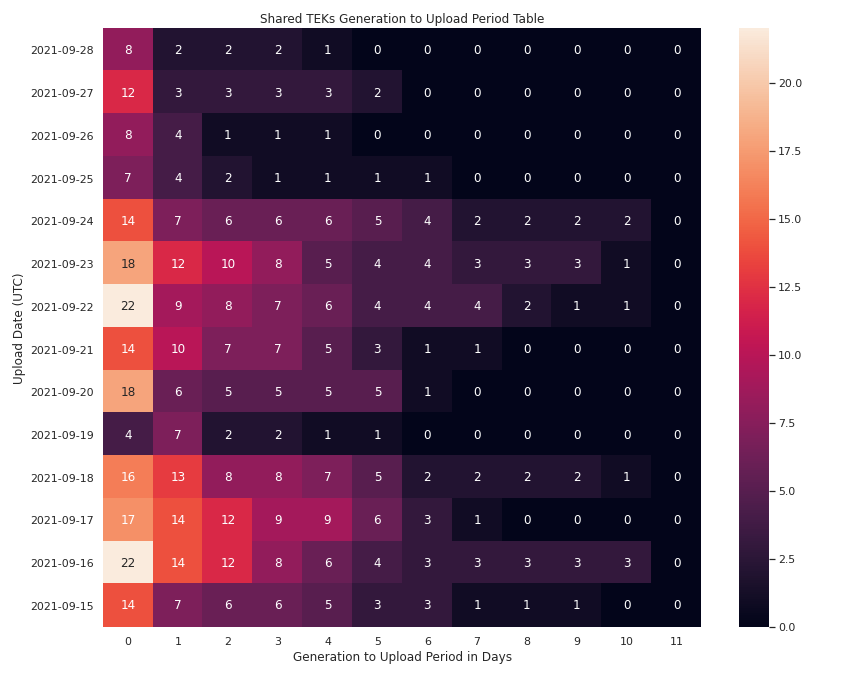 Shared TEKs Generation to Upload Period Table
2021-09-28 8 2 2 2 1 0 0 0 0 0 0 0
2021-09-27 12 3 3 3 3 2 0 0 0 0 0 0
2021-09-26 8 4 1 1 1 0 0 0 0 0 0 0
2021-09-25 7 4 2 1 1 1 1 0 0 0 0 0
2021-09-24 14 7 6 6 6 5 4 2 2 2 2 0
2021-09-23 18 12 10 8 5 4 4 3 3 3 1 0
2021-09-22 22 9 8 7 6 4 4 4 2 1 1 0
2021-09-21 14 10 7 7 5 3 1 1 0 0 0 0
2021-09-20 18 6 5 5 5 5 1 0 0 0 0 0
2021-09-19 4 7 2 2 1 1 0 0 0 0 0 0
2021-09-18 16 13 8 8 7 5 2 2 2 2 1 0
2021-09-17 17 14 12 9 9 6 3 1 0 0 0 0
2021-09-16 22 14 12 8 6 4 3 3 3 3 3 0
2021-09-15 14 7 6 6 5 3 3 1 1 1 0 0
0 1 2 3 4 5 6 7 8 9 10 11
Generation to Upload Period in Days
Upload Date (UTC)
20.0
17.5
15.0
12.5
10.0
7.5
5.0
2.5
0.0